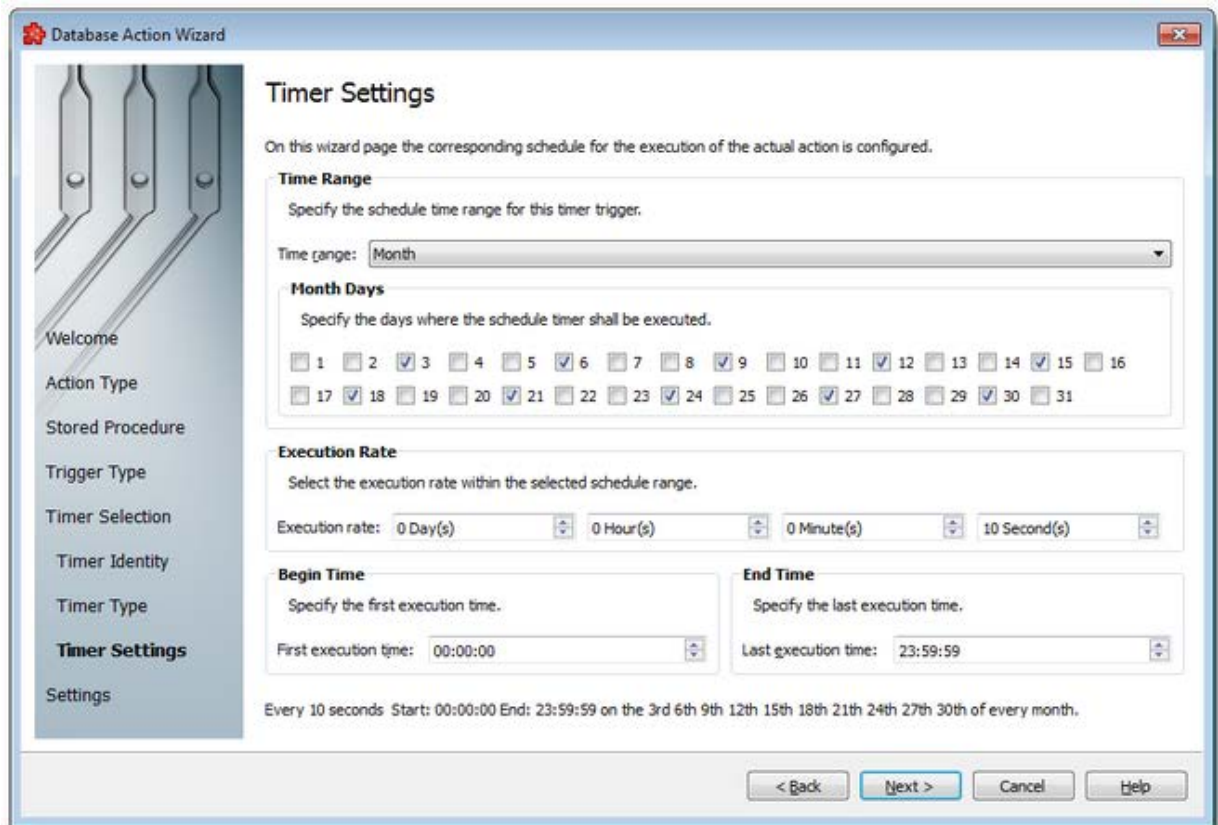 Database Action Wizard
Timer Settings
On this wizard page the corresponding schedule for the execution of the actual action is configured.
Time Range
Specify the schedule time range for this timer trigger.
Time range: Month
Month Days
Specify the days where the schedule timer shall be executed.
1 2 3 4 5 6 7 8 9 10 11 12 13 14 15 16
17 18 19 20 21 22 23 24 25 26 27 28 29 30 31
Execution Rate
Select the execution rate within the selected schedule range.
Execution rate: 0 Day(s) 0 Hour(s) 0 Minute(s) 10 Second(s)
Begin Time
Specify the first execution time.
First execution time: 00:00:00
End Time
Specify the last execution time.
Last execution time: 23:59:59
Every 10 seconds Start: 00:00:00 End: 23:59:59 on the 3rd 6th 9th 12th 15th 18th 21th 24th 27th 30th of every month.
Welcome
Action Type
Stored Procedure
Trigger Type
Timer Selection
Timer Identity
Timer Type
Timer Settings
Settings
< Back Next > Cancel Help